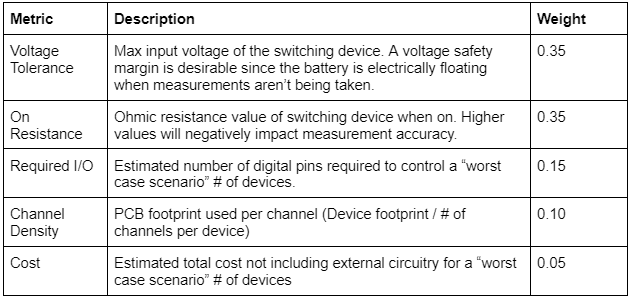 Metric Description Weight
Voltage Tolerance Max input voltage of the switching device. A voltage safety margin is desirable since the battery is electrically floating when measurements aren't being taken. 0.35
On Resistance Ohmic resistance value of switching device when on. Higher values will negatively impact measurement accuracy. 0.35
Required I/O Estimated number of digital pins required to control a “worst case scenario” # of devices. 0.15
Channel Density PCB footprint used per channel (Device footprint / # of channels per device) 0.10
Cost Estimated total cost not including external circuitry for a “worst case scenario” # of devices 0.05